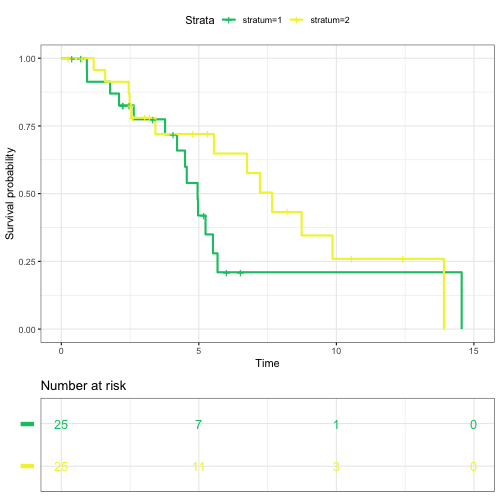 Strata stratum=1 stratum=2
1.00
0.75
0.50
0.25
0.00
Survival probability
0 5 10 15
Time
Number at risk
25 7 1 0
25 11 3 0